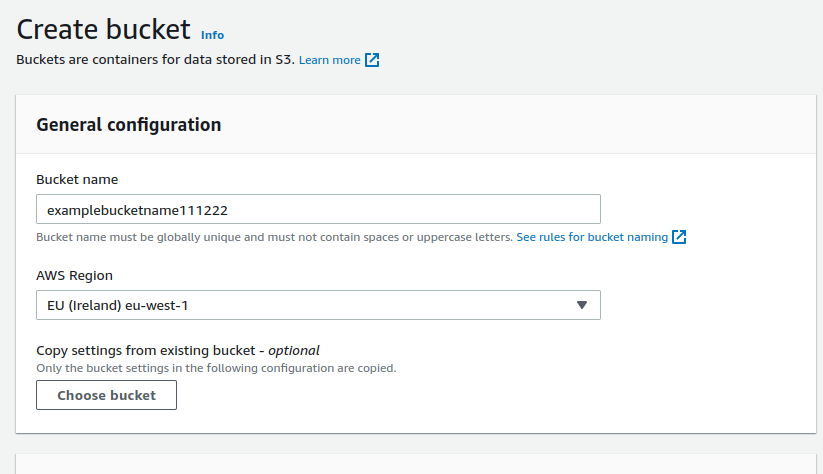 Create bucket Info
Buckets are containers for data stored in S3. Learn more
General configuration
Bucket name
examplebucketname111222
Bucket name must be globally unique and must not contain spaces or uppercase letters. See rules for bucket naming
AWS Region
EU (Ireland) eu-west-1
Copy settings from existing bucket - optional
Only the bucket settings in the following configuration are copied.
Choose bucket